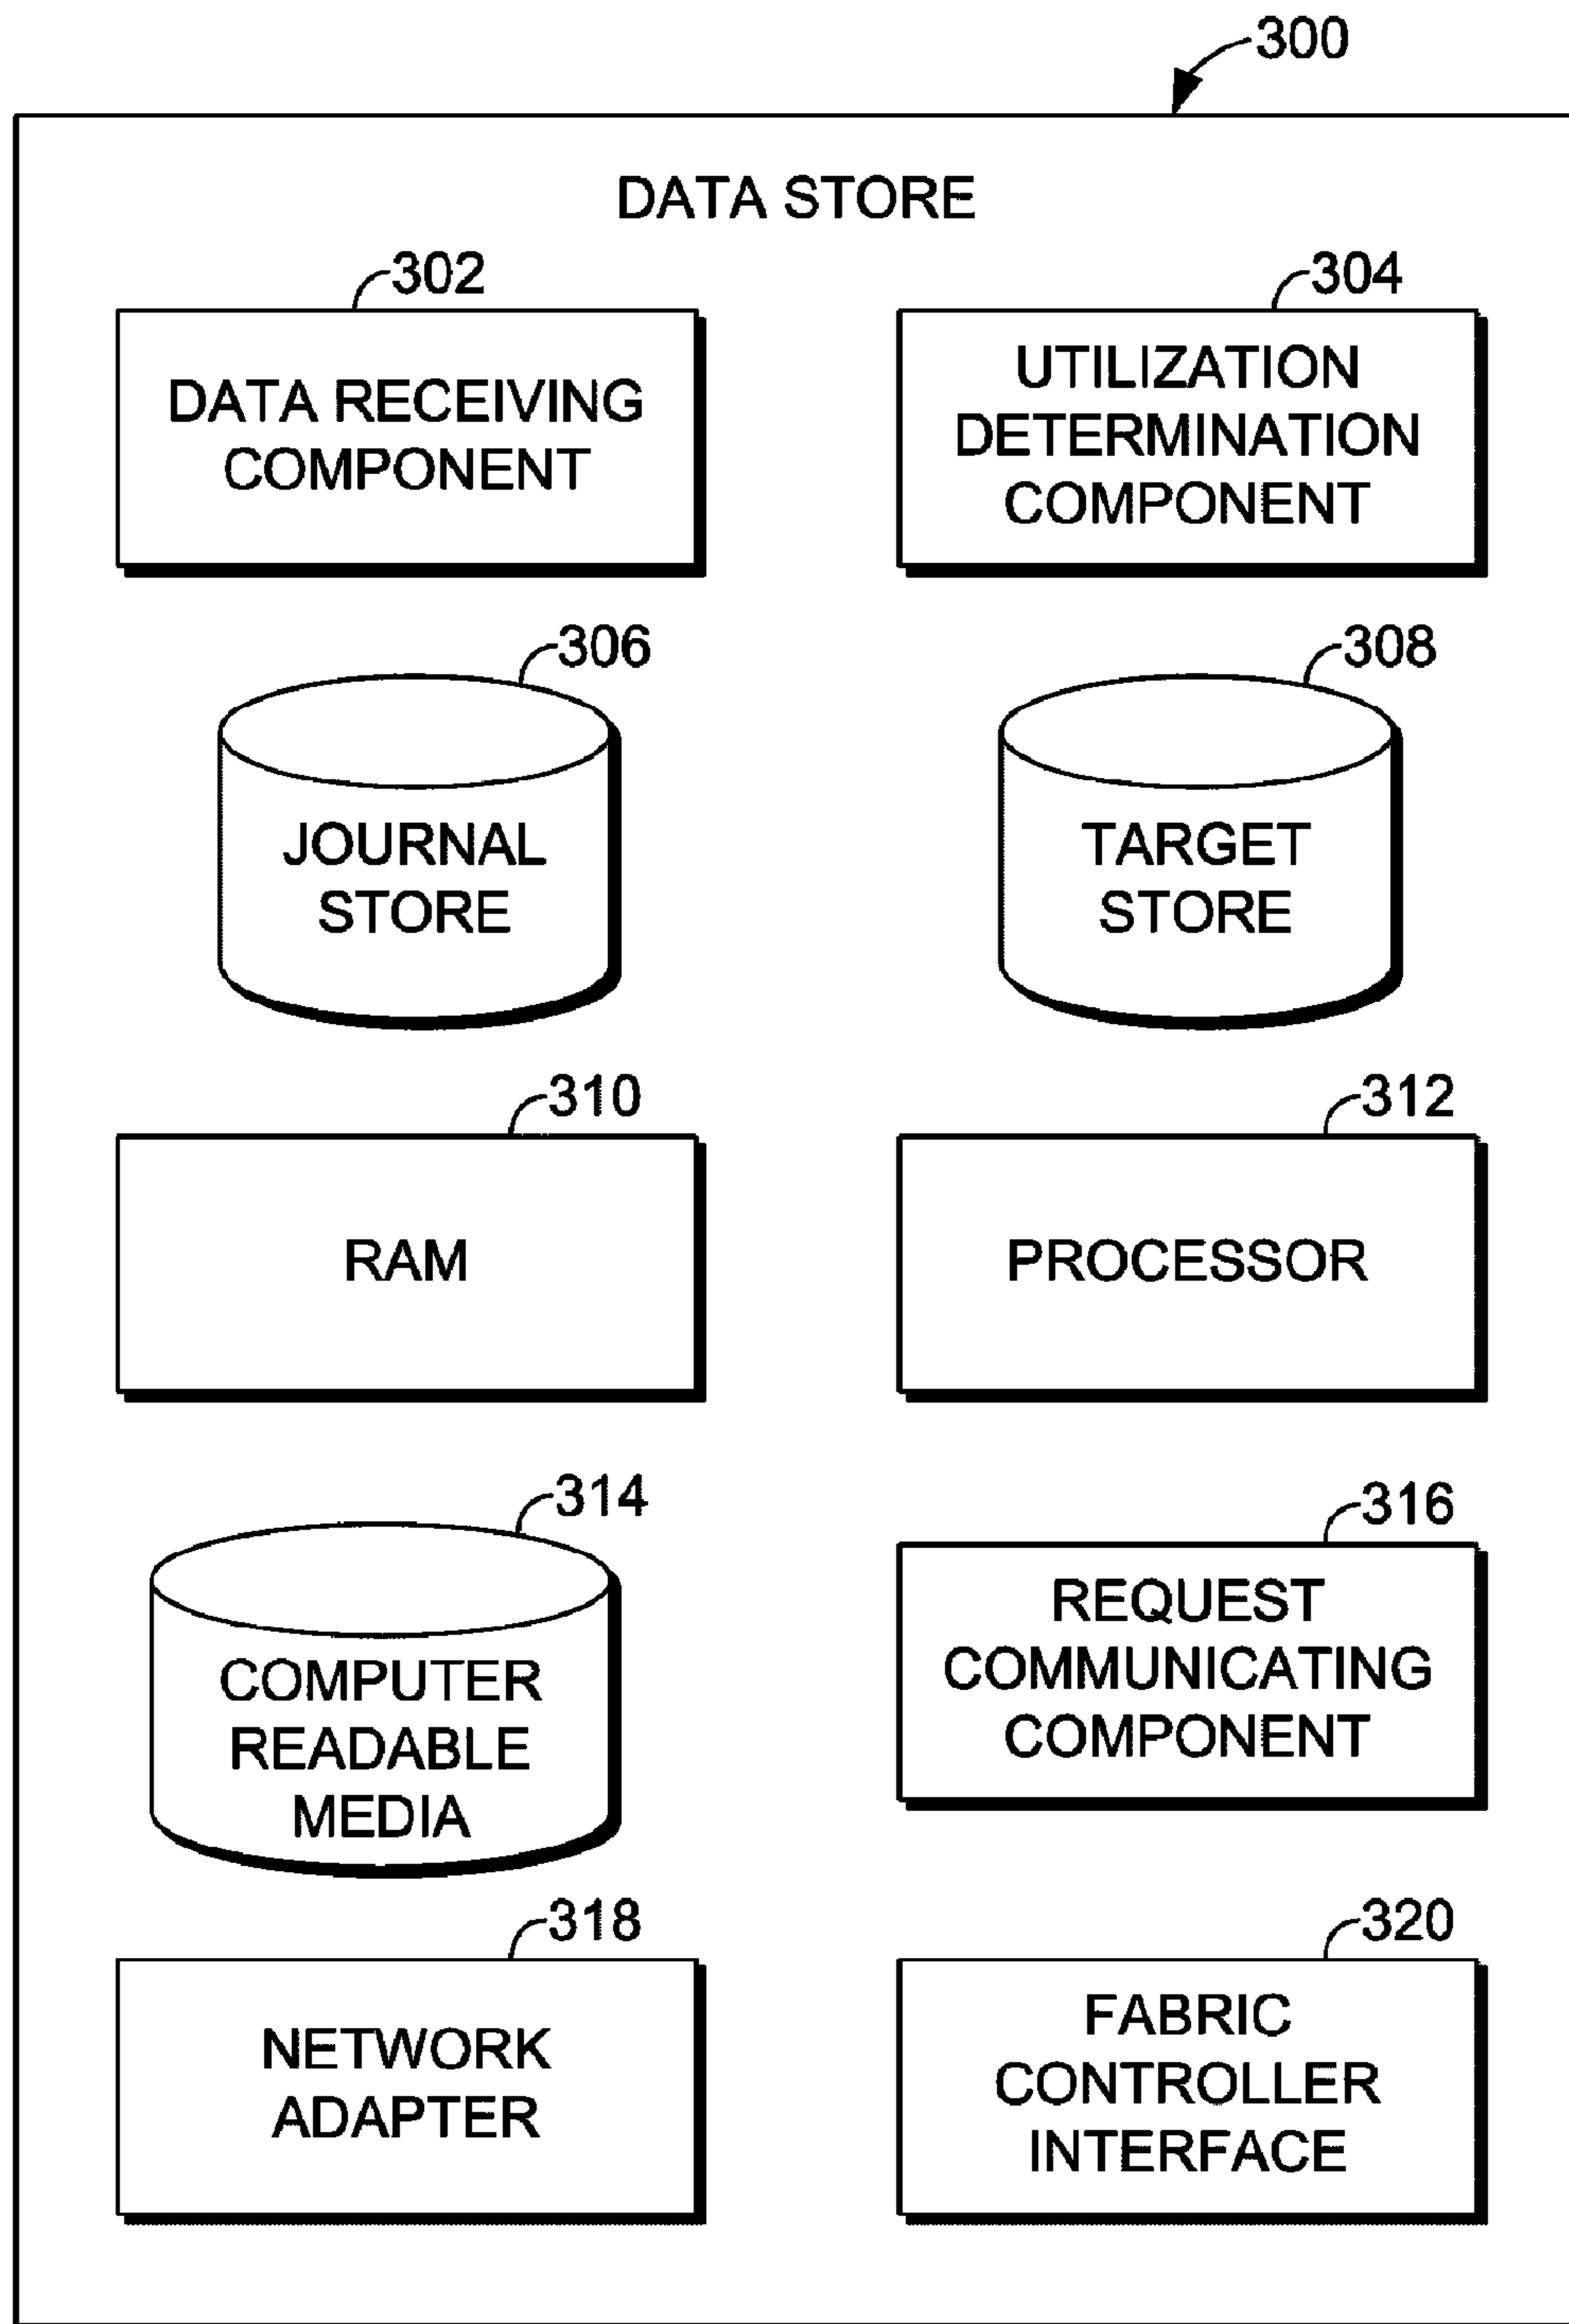 300
DATA STORE
302
DATA RECEIVING
COMPONENT
304
UTILIZATION
DETERMINATION
COMPONENT
306
JOURNAL
STORE
308
TARGET
STORE
310
RAM
312
PROCESSOR
314
COMPUTER
READABLE
MEDIA
316
REQUEST
COMMUNICATING
COMPONENT
318
NETWORK
ADAPTER
320
FABRIC
CONTROLLER
INTERFACE